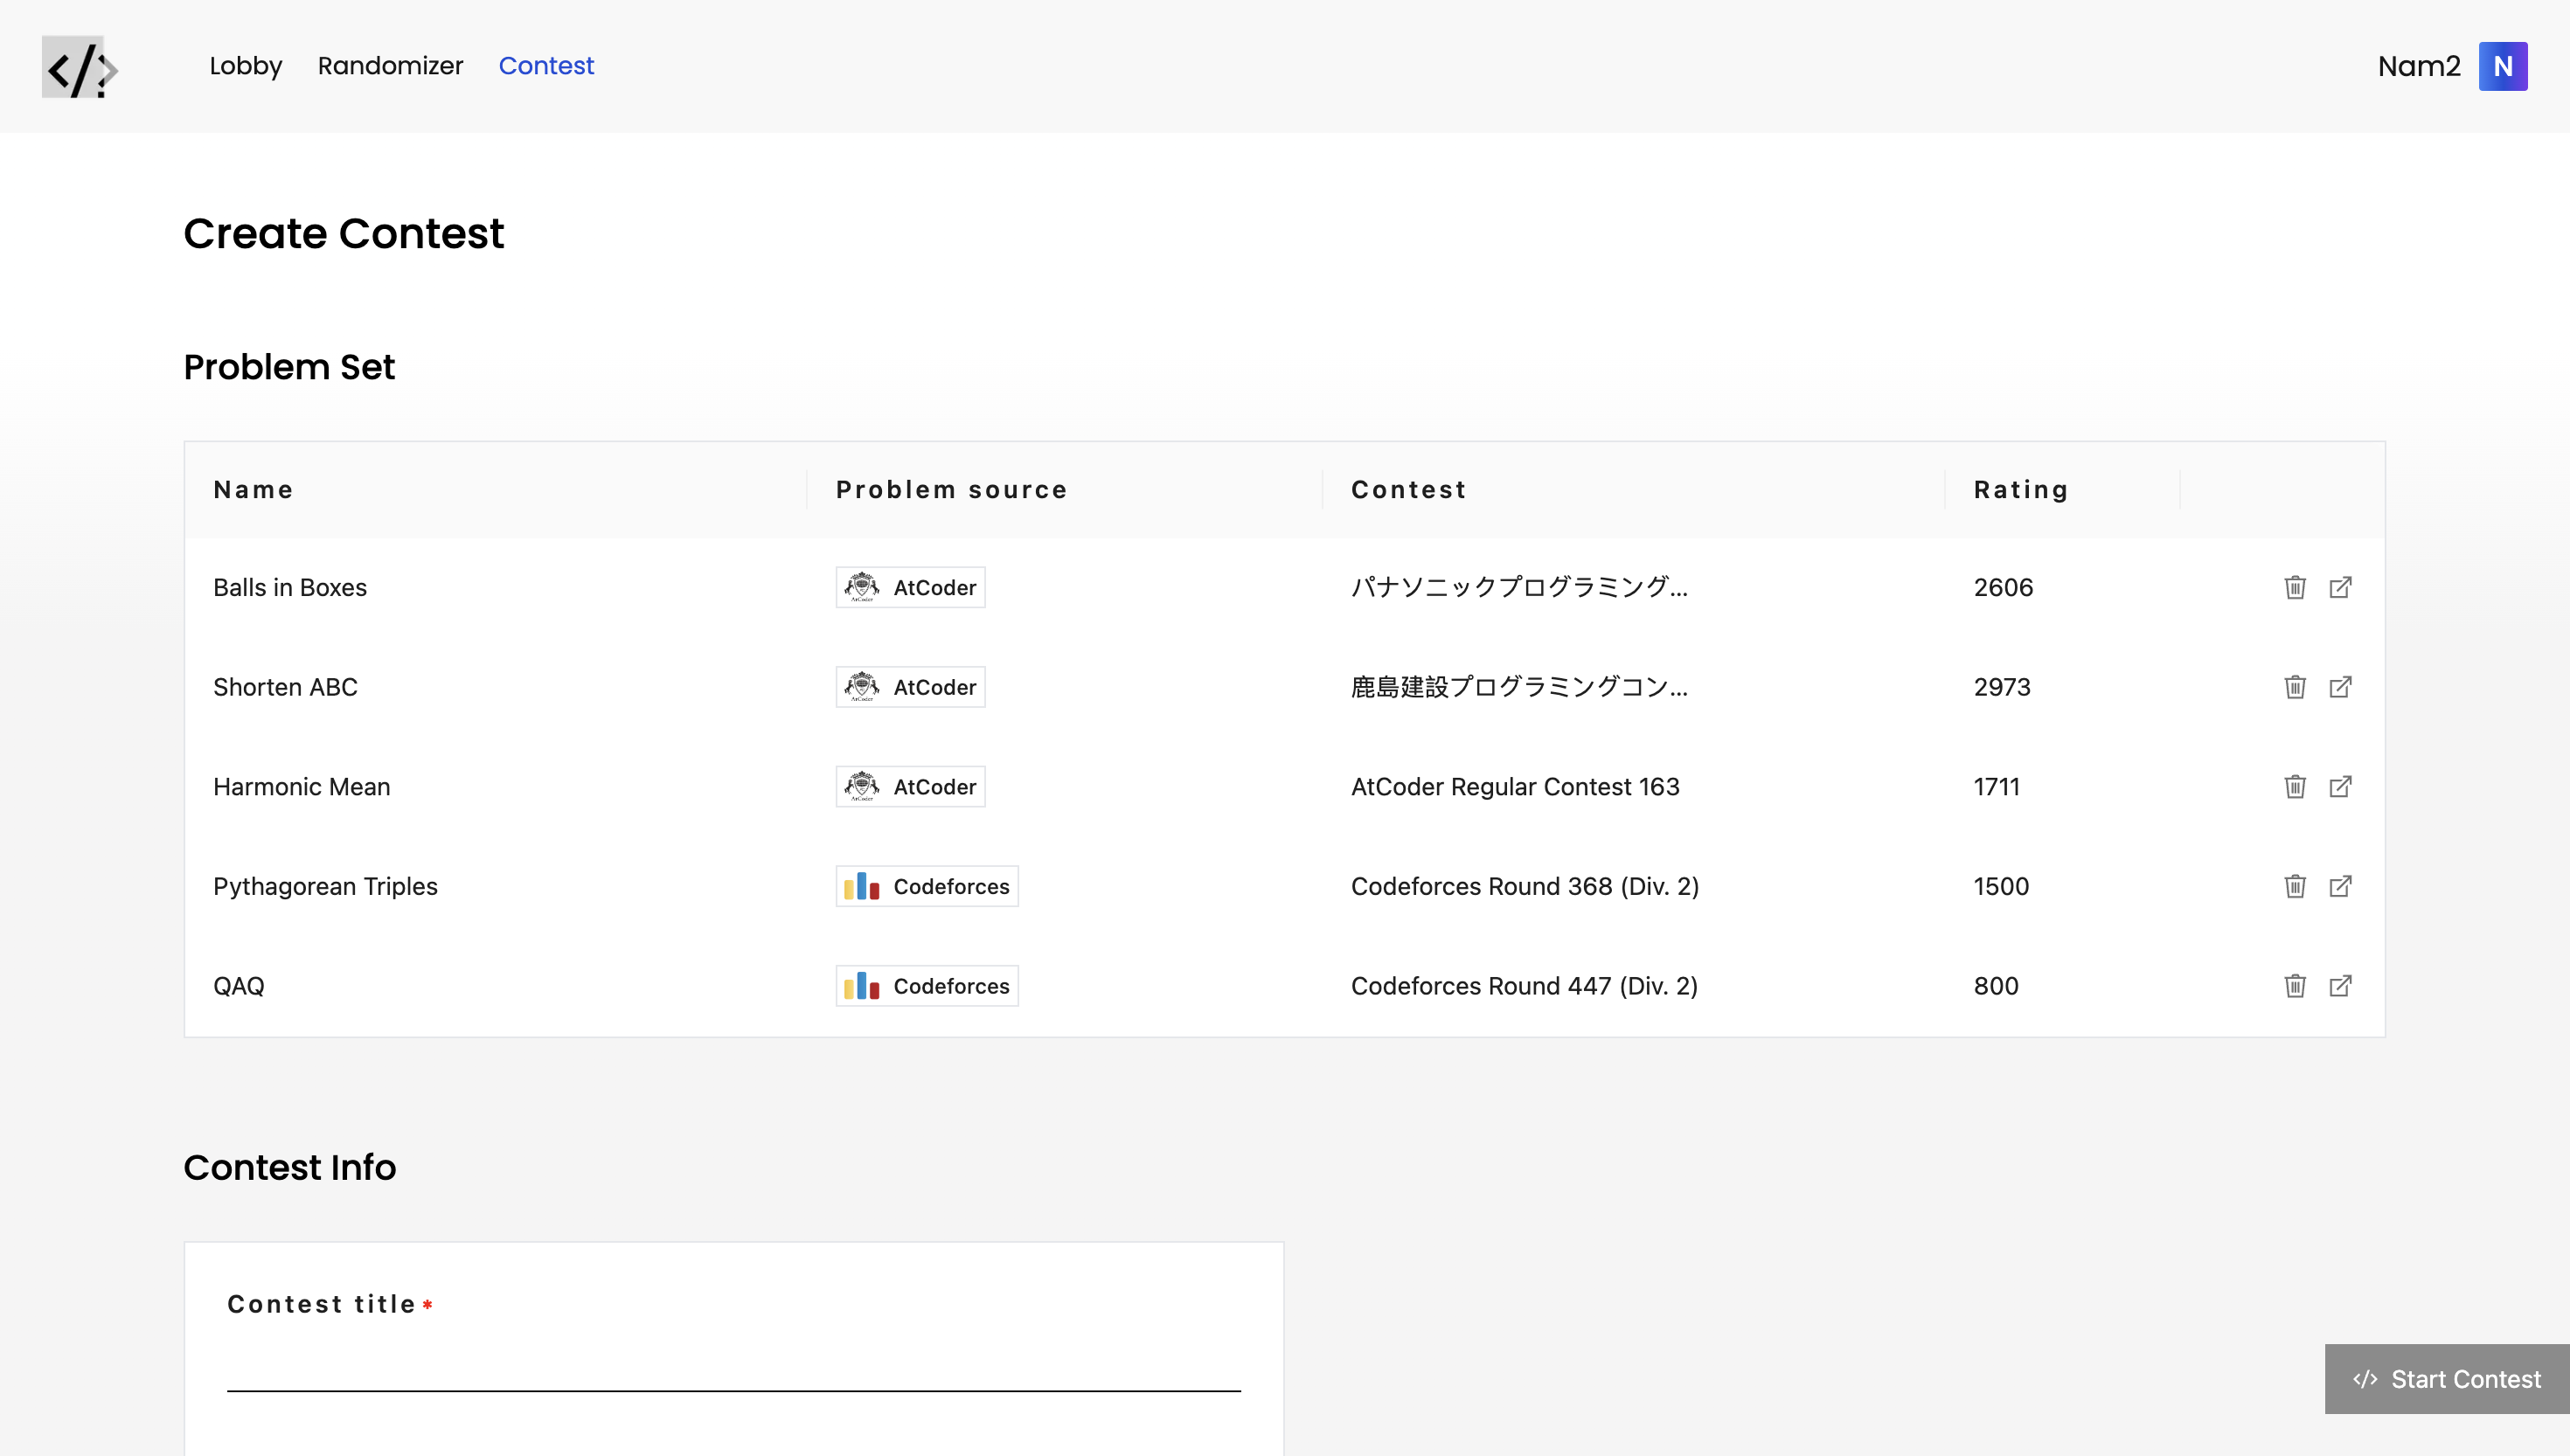 </> Lobby Randomizer Contest Nam2 N
Create Contest
Problem Set
Name Problem source Contest Rating
Balls in Boxes AtCoder パナソニックプログラミング... 2606
Shorten ABC AtCoder 鹿島建設プログラミングコン... 2973
Harmonic Mean AtCoder AtCoder Regular Contest 163 1711
Pythagorean Triples Codeforces Codeforces Round 368 (Div. 2) 1500
QAQ Codeforces Codeforces Round 447 (Div. 2) 800
Contest Info
Contest title*
</> Start Contest